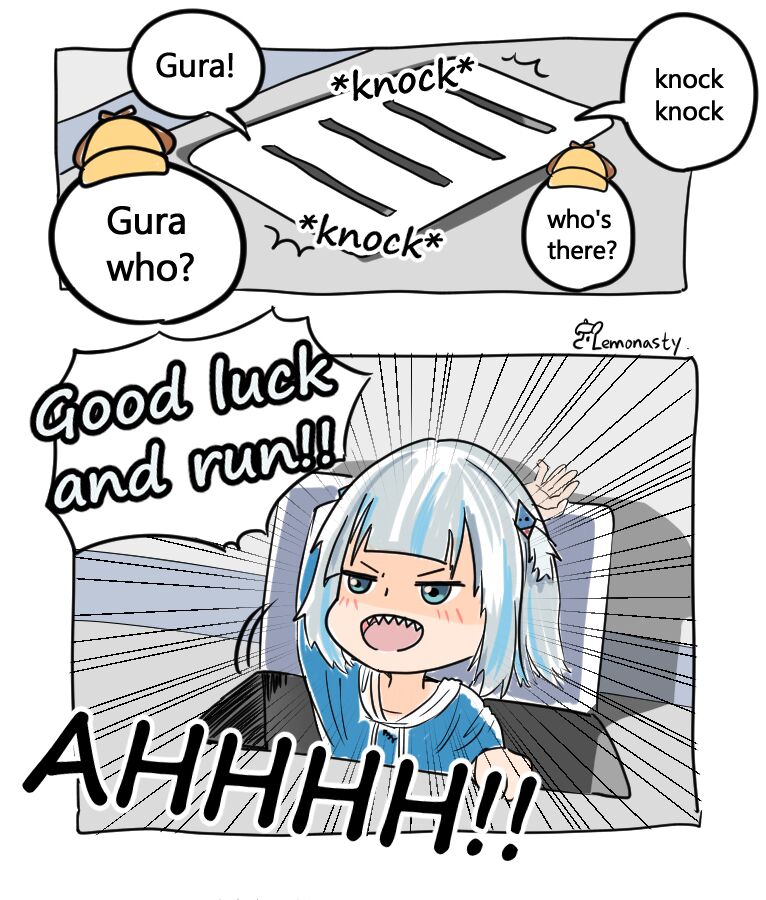 *knock*
*knock*
knock
knock
who's
there?
Gura!
Gura
who?
Lemonasty.
Good luck
and run!!
AHHHH!!